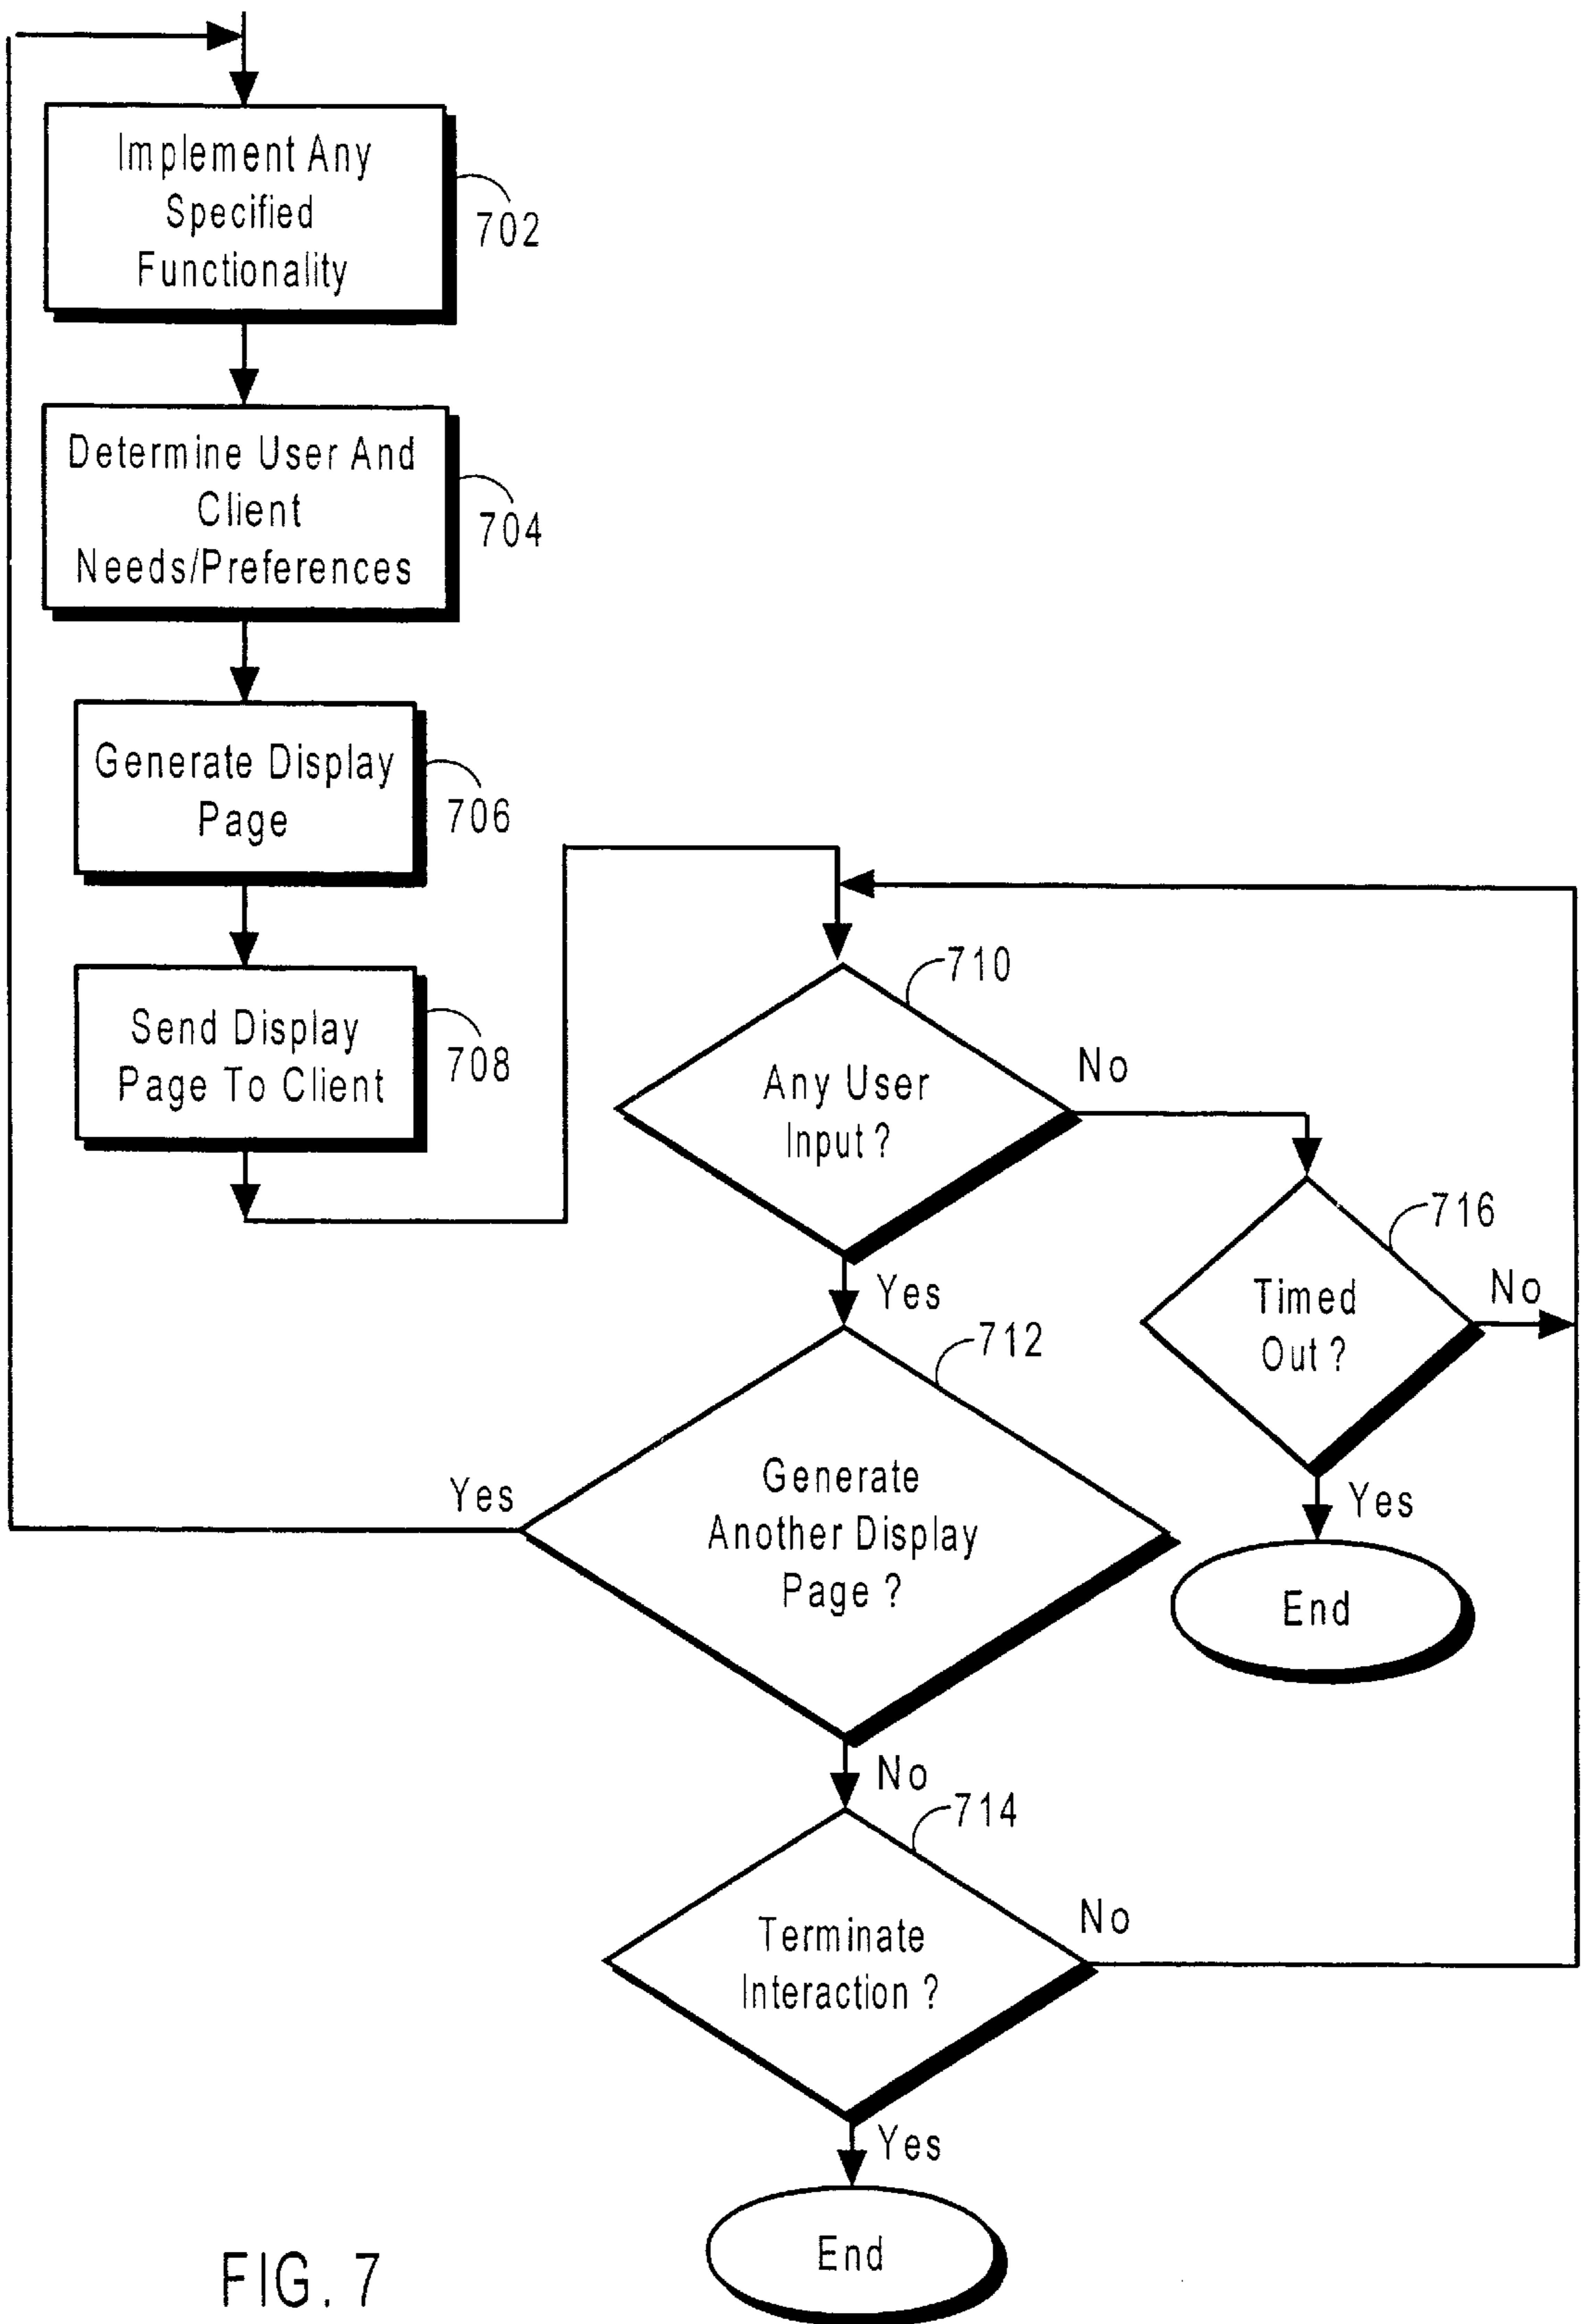 Implement Any
Specified
Functionality
702
Determine User And
Client
Needs/Preferences
704
Generate Display
Page
706
Send Display
Page To Client
708
710
Any User
Input ?
No
Yes
716
Timed
Out ?
No
Yes
End
712
Generate
Another Display
Page ?
Yes
No
714
Terminate
Interaction ?
No
Yes
End
FIG. 7